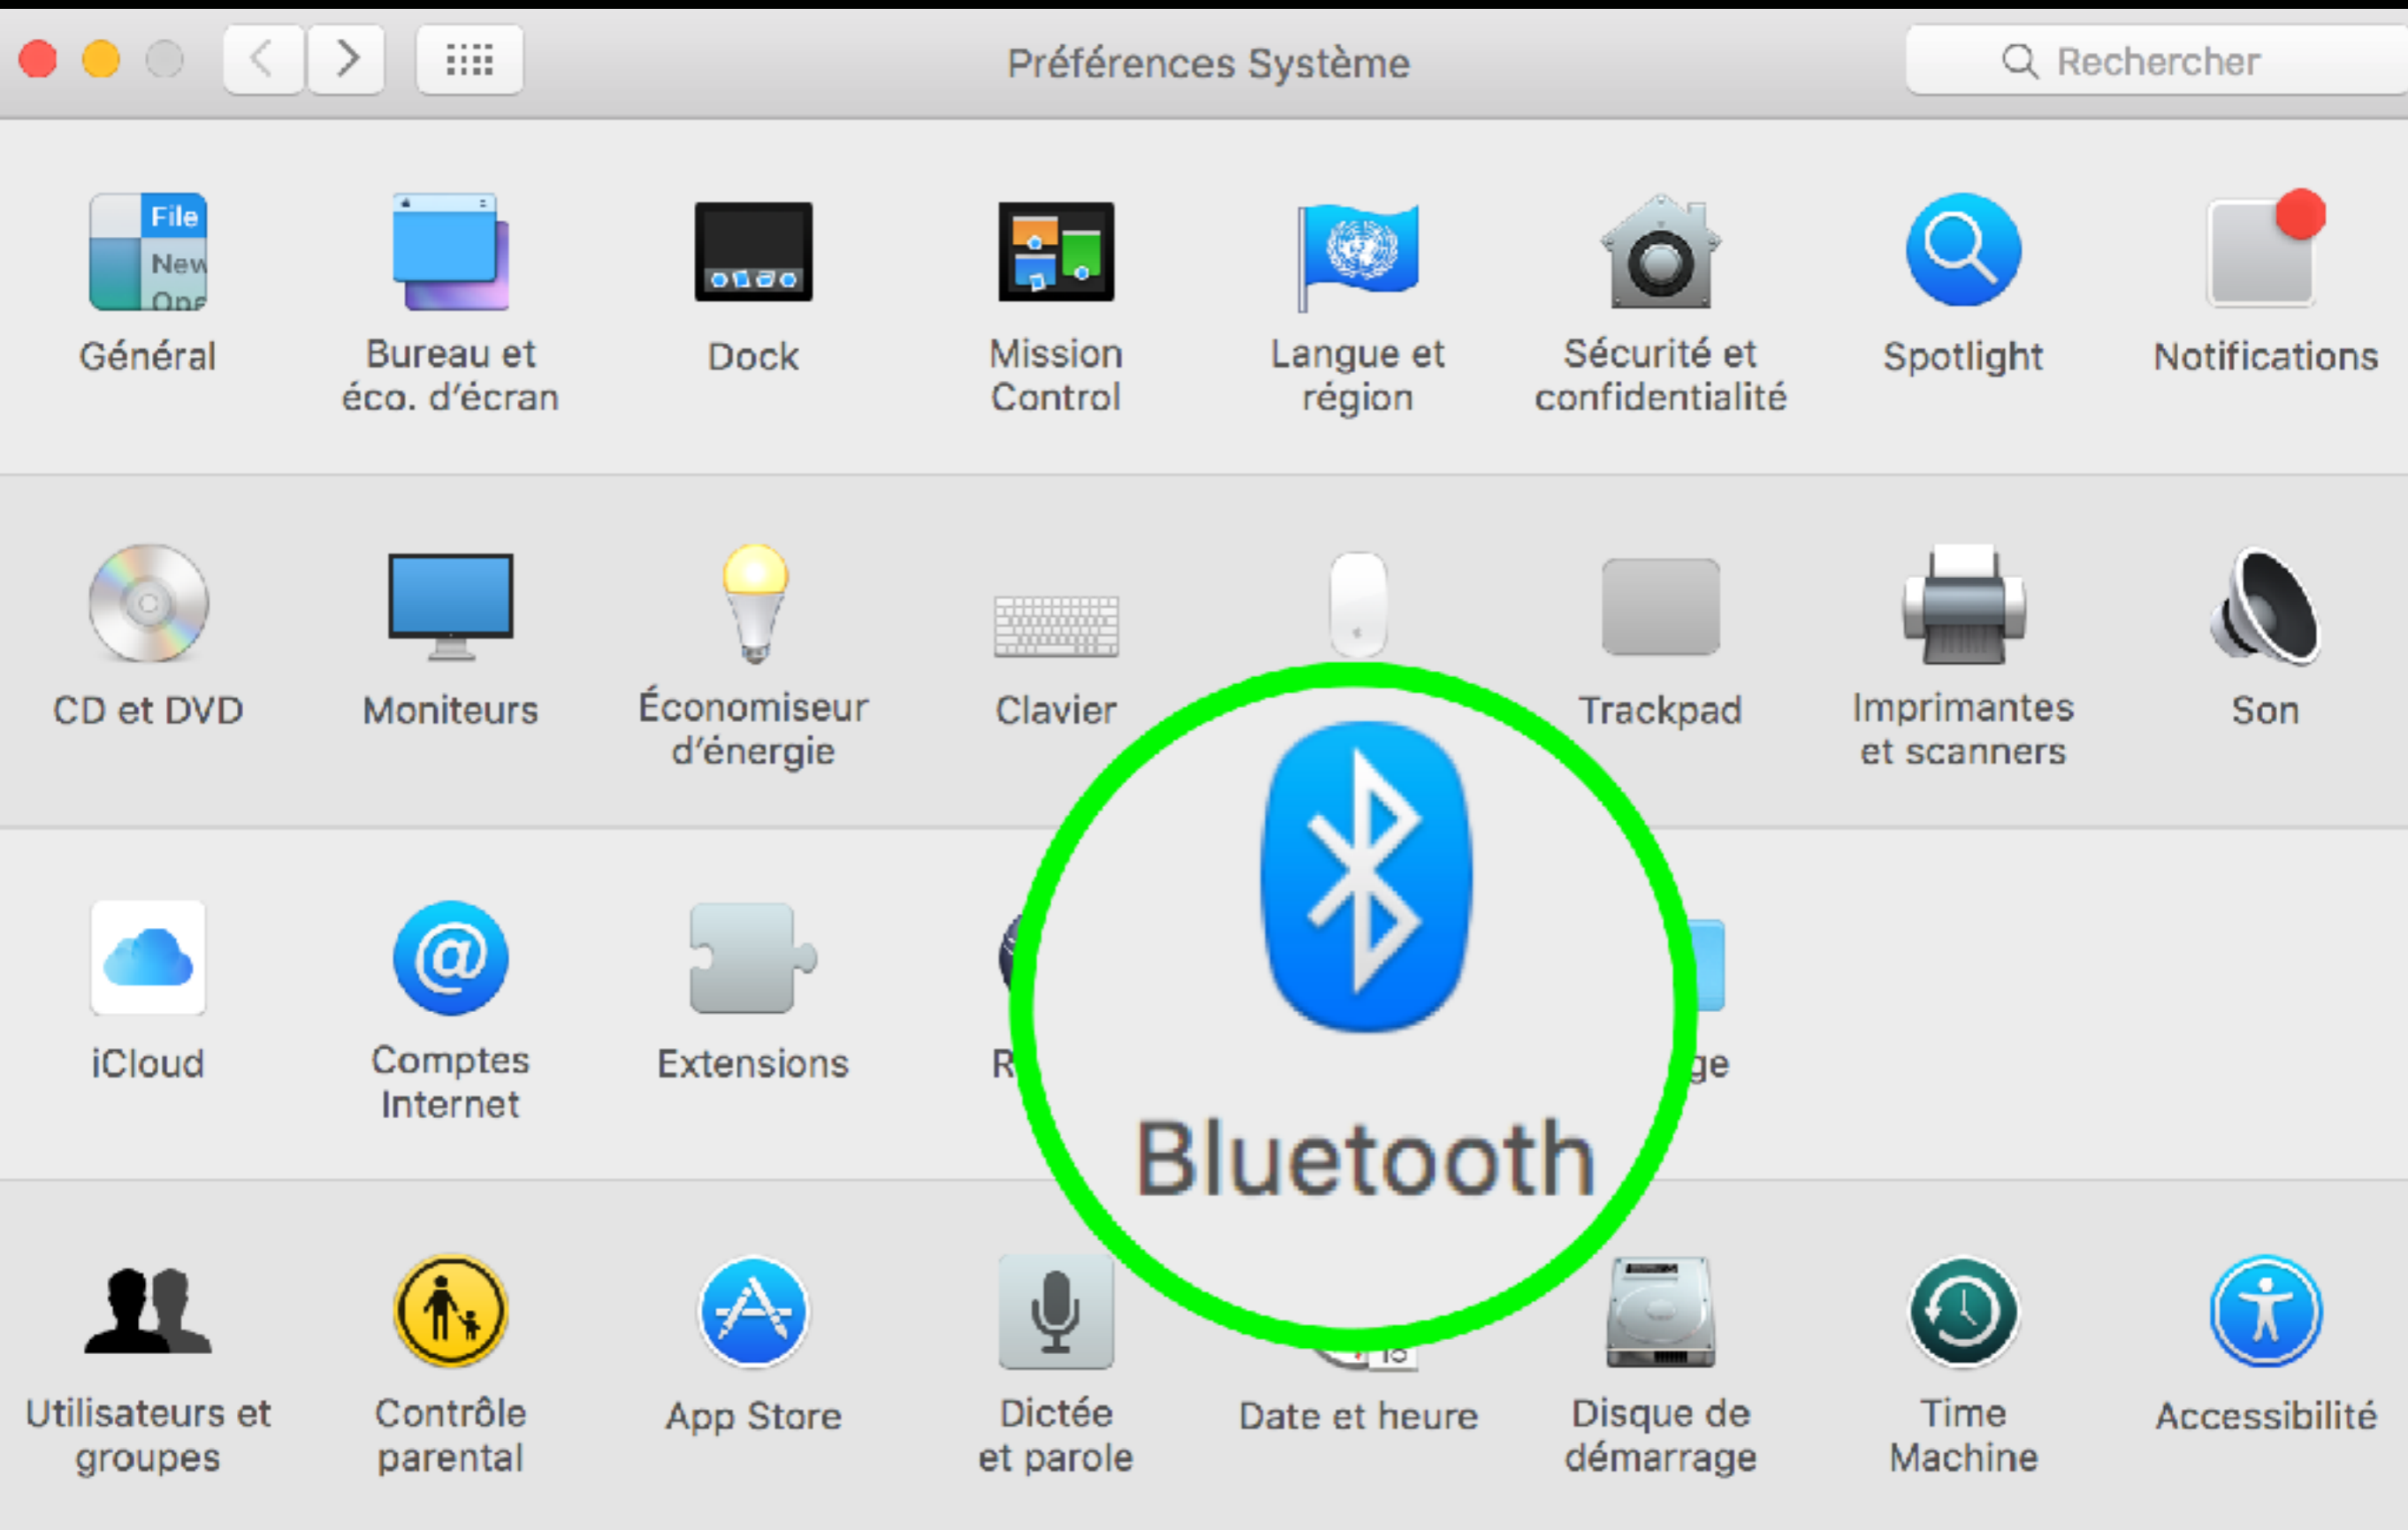 Préférences Système
Rechercher
File
New
Ope
Général
Bureau et
éco. d'écran
Dock
Mission
Control
Langue et
région
Sécurité et
confidentialité
Spotlight
Notifications
CD et DVD
Moniteurs
Économiseur
d'énergie
Clavier
Trackpad
Imprimantes
et scanners
Son
iCloud
Comptes
Internet
Extensions
Bluetooth
Utilisateurs et
groupes
Contrôle
parental
App Store
Dictée
et parole
Date et heure
Disque de
démarrage
Time
Machine
Accessibilité